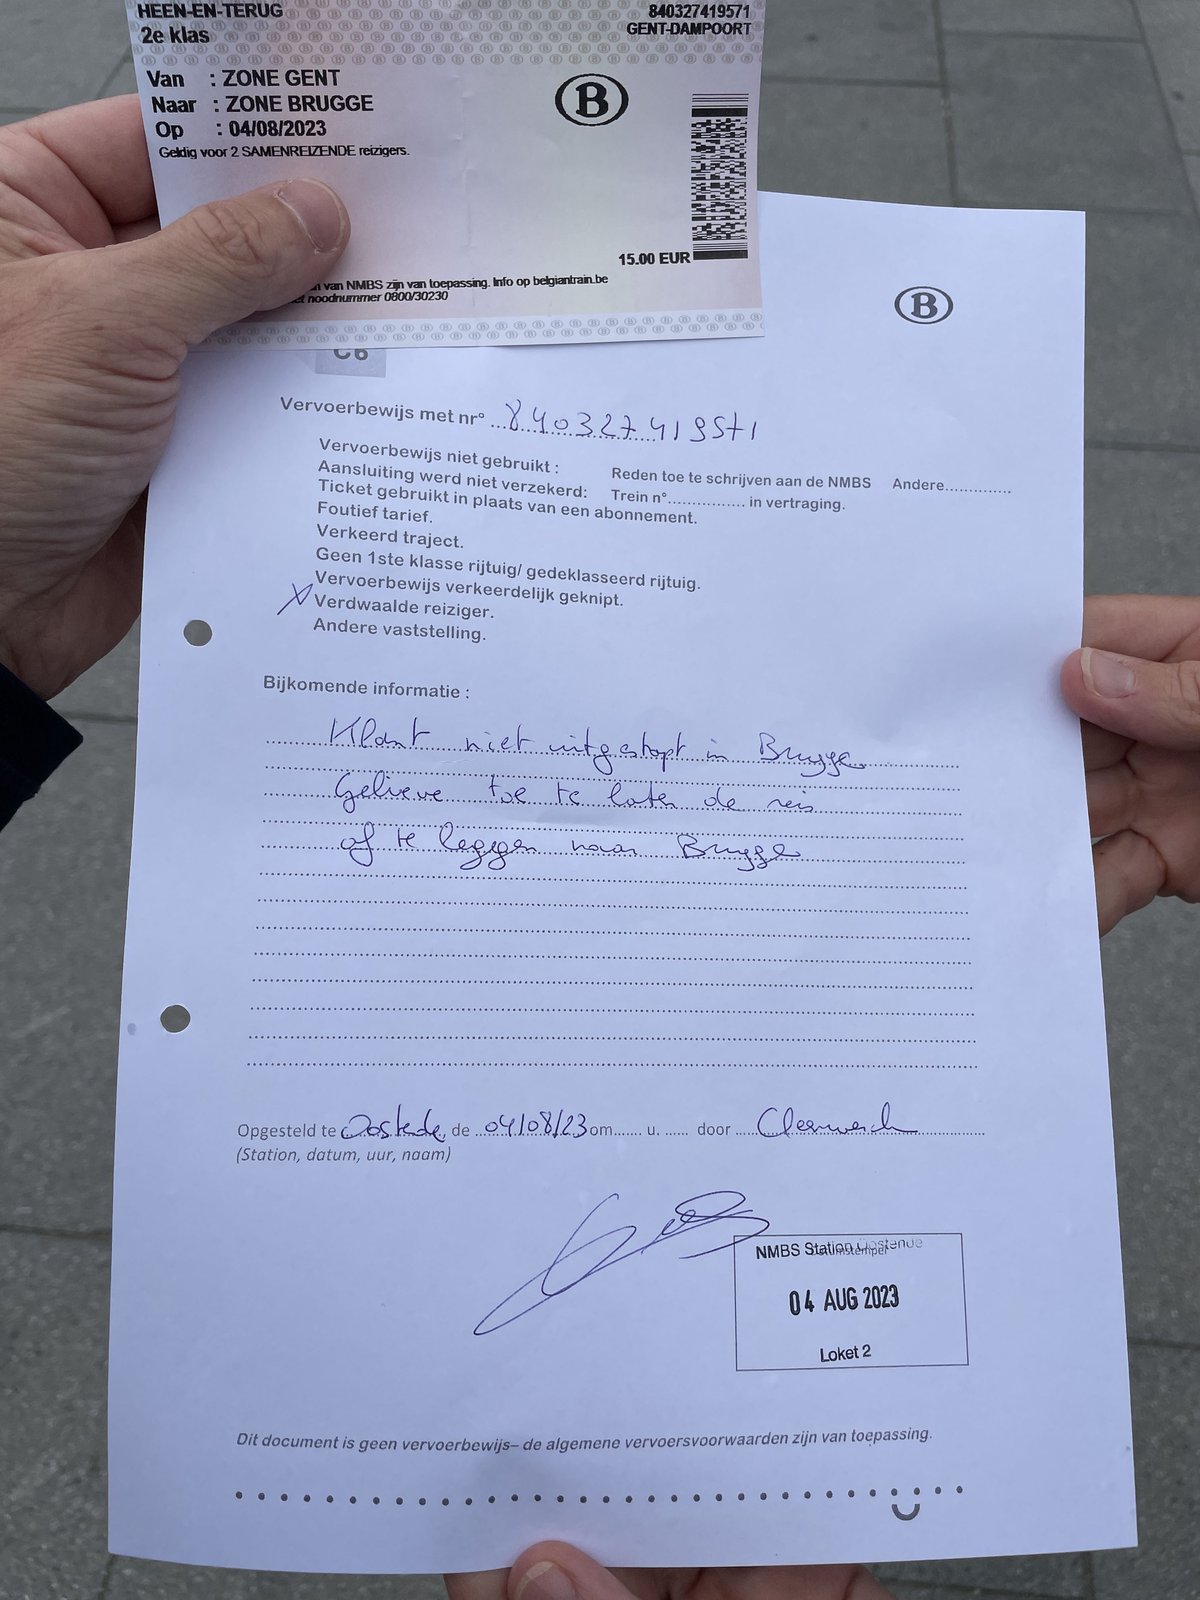 HEEN-EN-TERUG
840327419571
2e klas
GENT-DAMPOORT
Van : ZONE GENT
Naar : ZONE BRUGGE
Op : 04/08/2023
Geldig voor 2 SAMENREIZENDE reizigers.
B
15.00 EUR
van NMBS zijn van toepassing. Info op belgiantrain.be
noodnummer 0800/30230
B
C6
Vervoerbewijs met nr° 840327419571
Vervoerbewijs niet gebruikt : Reden toe te schrijven aan de NMBS Andere..............
Aansluiting werd niet verzekerd: Trein n°................ in vertraging.
Ticket gebruikt in plaats van een abonnement.
Foutief tarief.
Verkeerd traject.
Geen 1ste klasse rijtuig/ gedeklasseerd rijtuig.
Vervoerbewijs verkeerdelijk geknipt.
X Verdwaalde reiziger.
Andere vaststelling.
Bijkomende informatie :
Klant niet uitgestapt in Brugge.
Gelieve toe te laten de reis
af te leggen naar Brugge
Opgesteld te Oostende, de 04/08/23 om...... u. ...... door
(Station, datum, uur, naam)
NMBS Station Oostende
Datumstempel
04 AUG 2023
Loket 2
Dit document is geen vervoerbewijs– de algemene vervoersvoorwaarden zijn van toepassing.